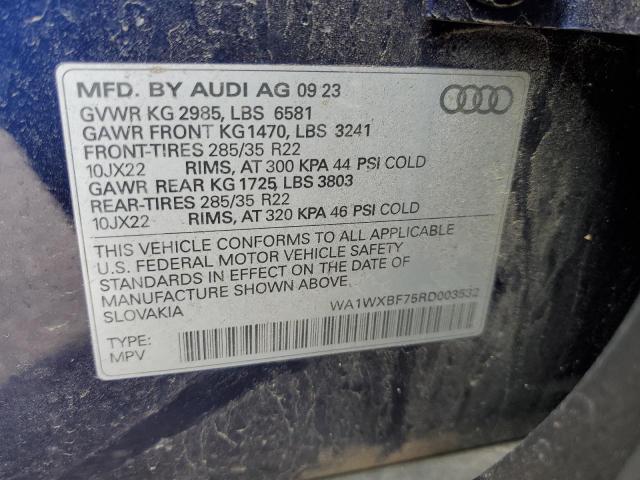 MFD. BY AUDI AG 09 23
GVWR KG 2985, LBS 6581
GAWR FRONT KG 1470, LBS 3241
FRONT-TIRES 285/35 R22
10JX22 RIMS, AT 300 KPA 44 PSI COLD
GAWR REAR KG 1725, LBS 3803
REAR-TIRES 285/35 R22
10JX22 RIMS, AT 320 KPA 46 PSI COLD
THIS VEHICLE CONFORMS TO ALL APPLICABLE
U.S. FEDERAL MOTOR VEHICLE SAFETY
STANDARDS IN EFFECT ON THE DATE OF
MANUFACTURE SHOWN ABOVE.
SLOVAKIA WA1WXBF75RD003532
TYPE:
MPV